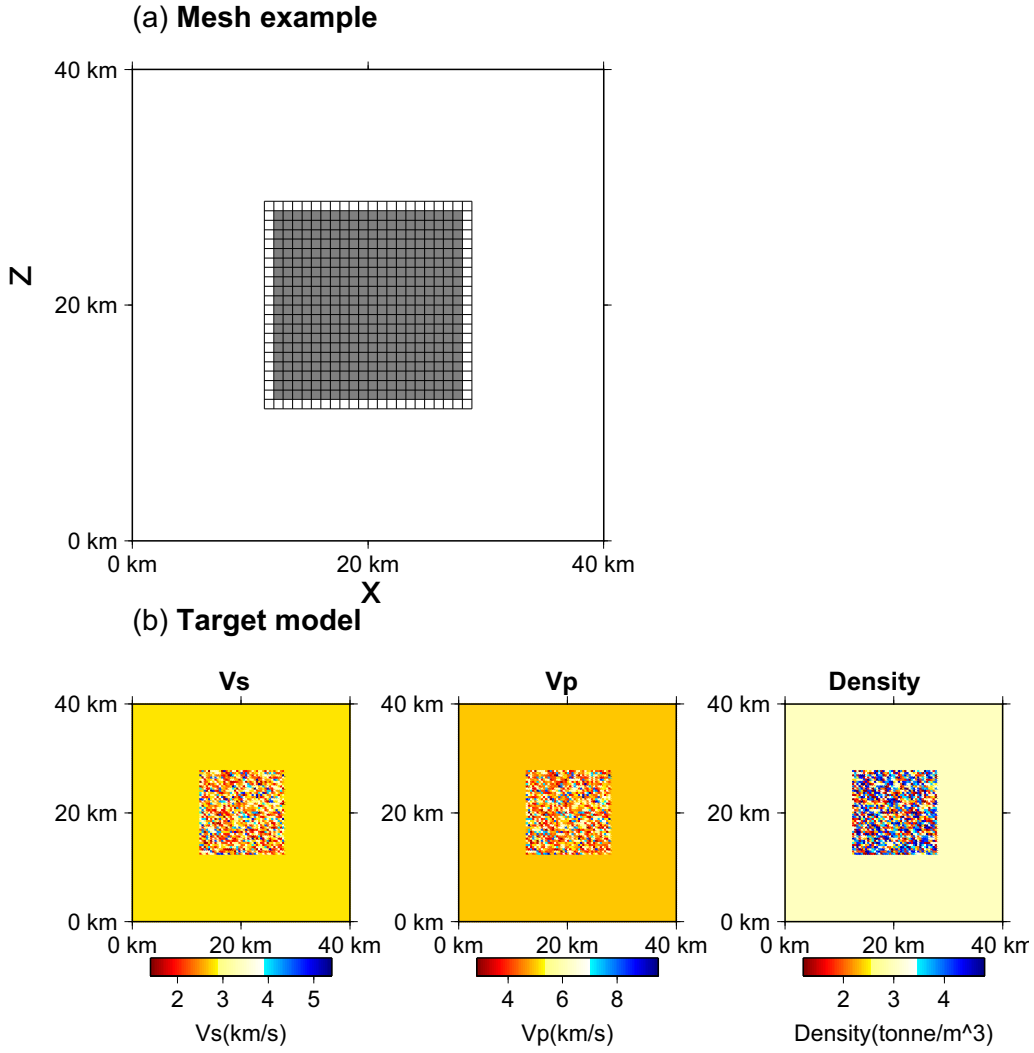 (a) Mesh example
40 km
Z
20 km
0 km
0 km 20 km 40 km
X
(b) Target model
Vs Vp Density
40 km 40 km 40 km
20 km 20 km 20 km
0 km 0 km 0 km
0 km 20 km 40 km 0 km 20 km 40 km 0 km 20 km 40 km
2 3 4 5 4 6 8 2 3 4
Vs(km/s) Vp(km/s) Density(tonne/m^3)